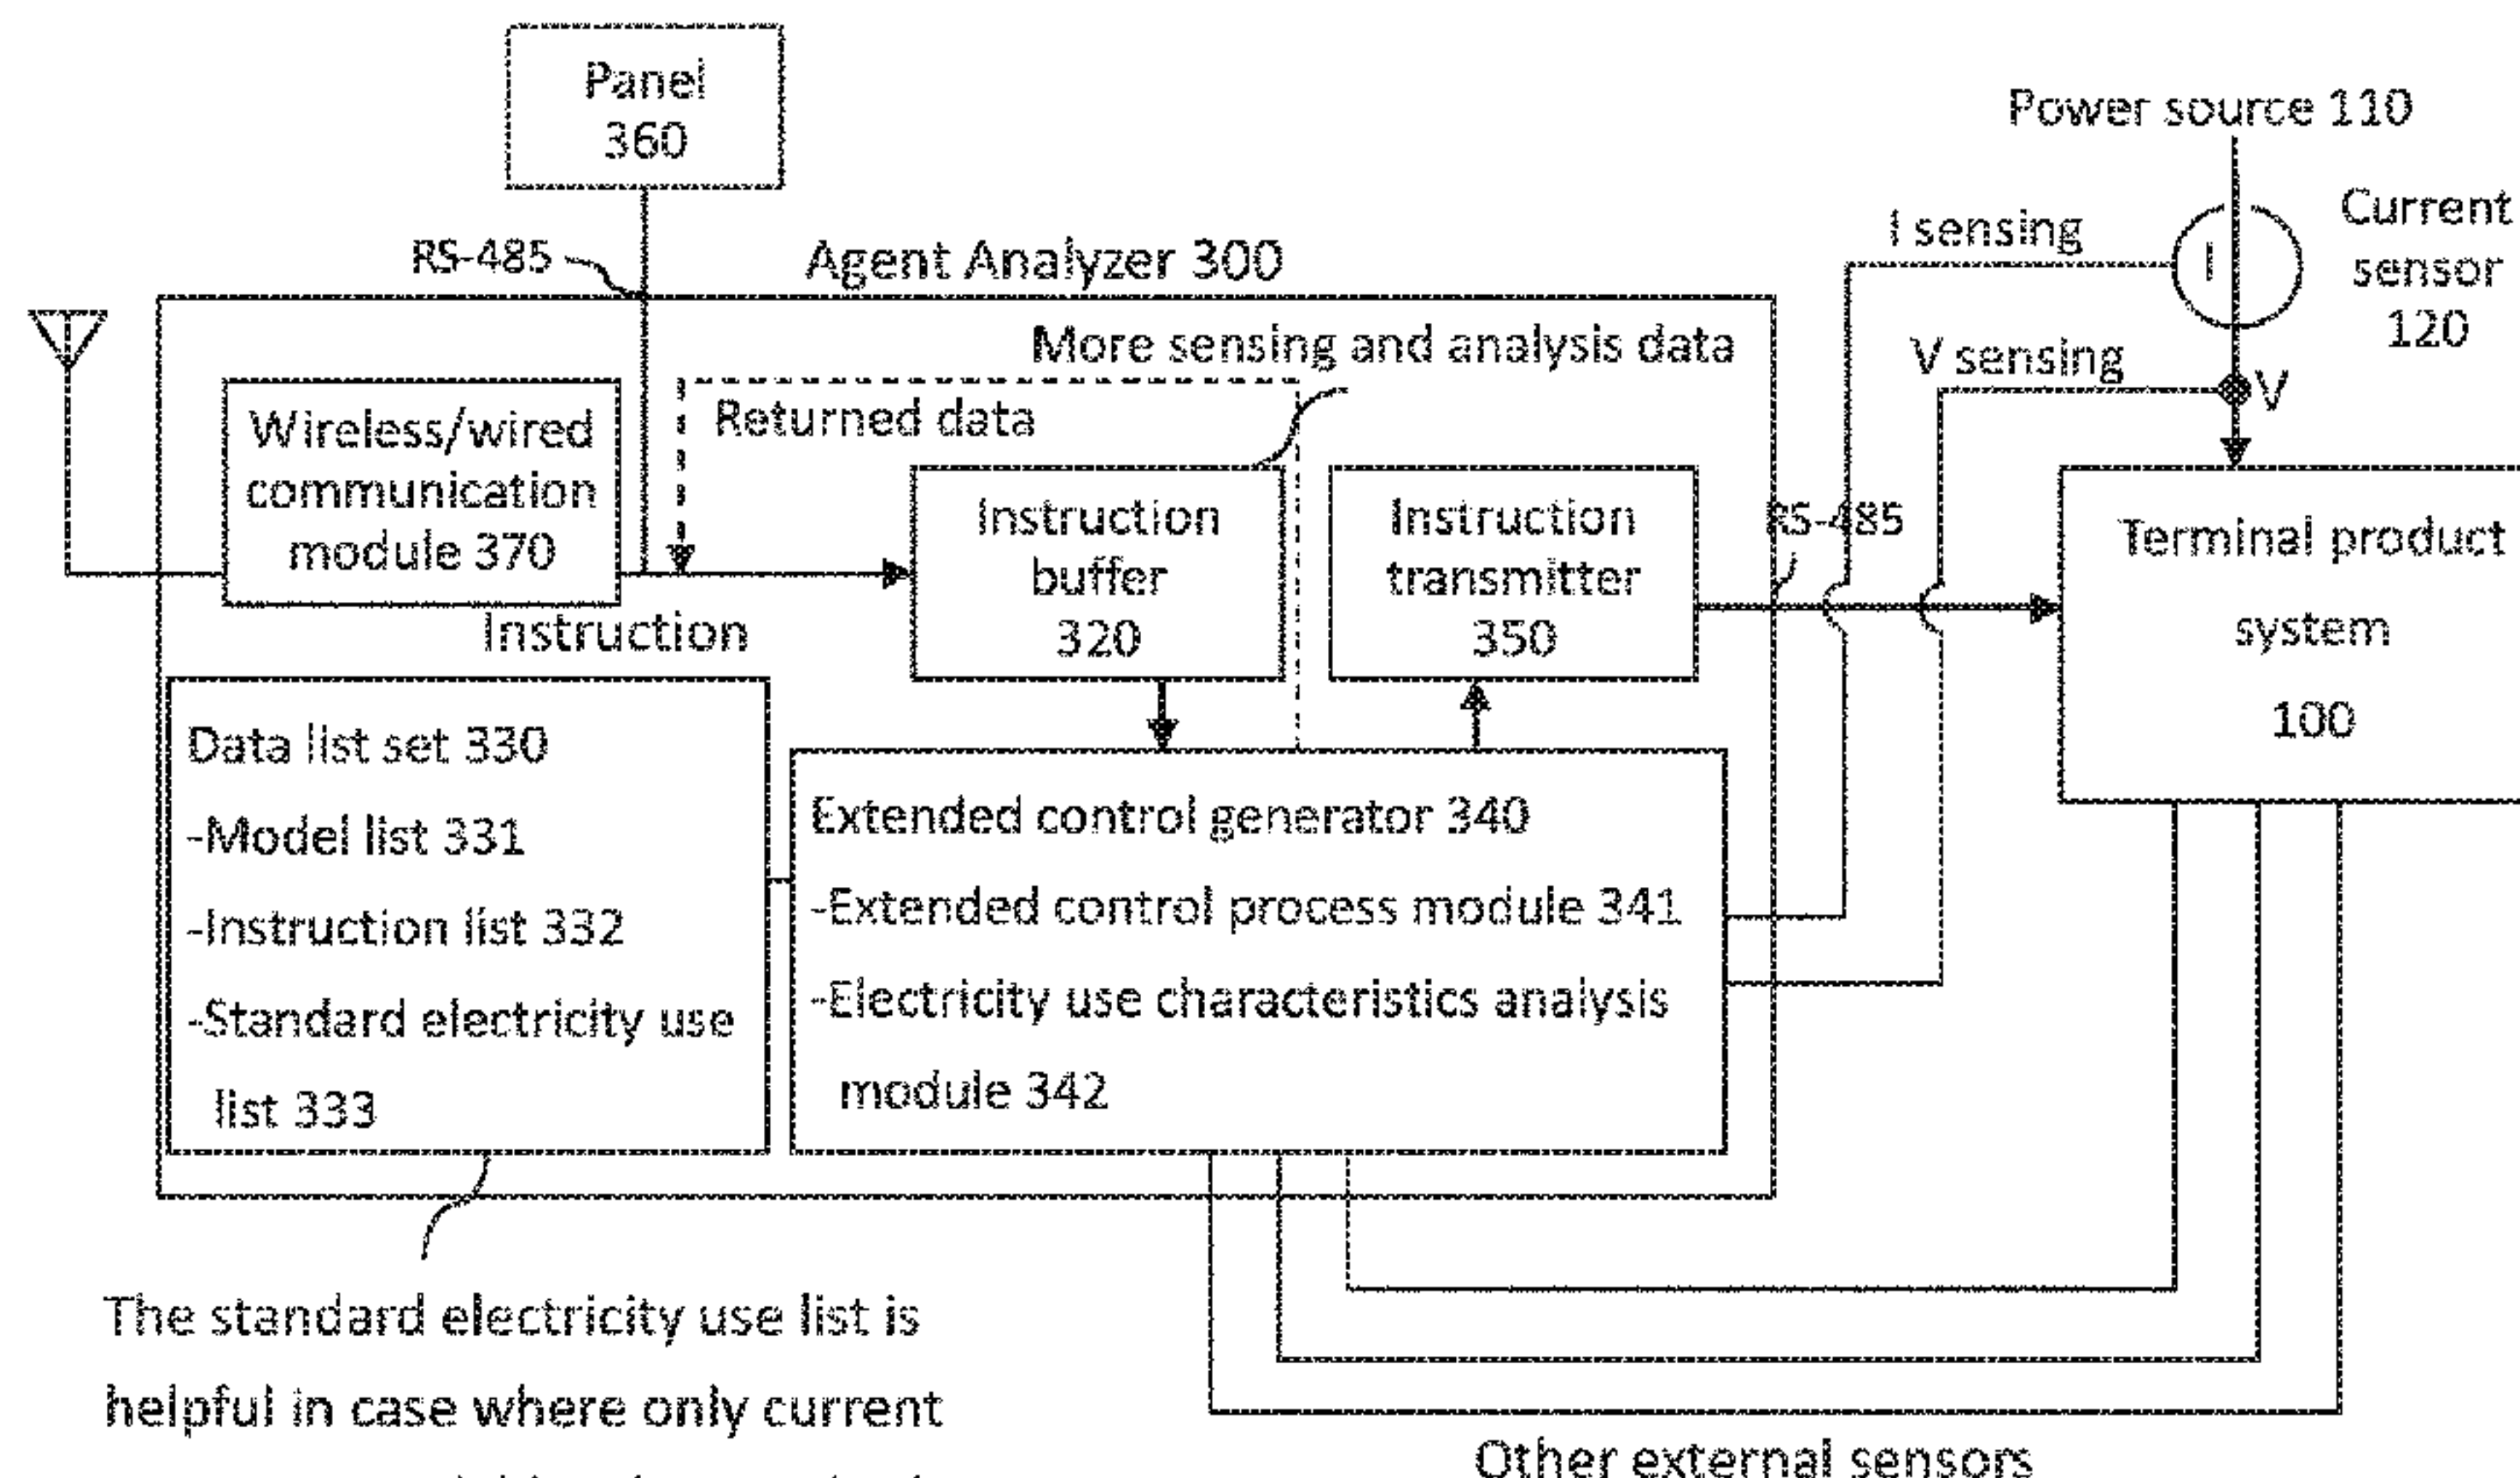 Panel
360
Power source 110
Current
sensor
120
I sensing
I
RS-485
Agent Analyzer 300
More sensing and analysis data
V sensing
V
Returned data
Wireless/wired
communication
module 370
Instruction
buffer
320
Instruction
transmitter
350
RS-485
Terminal product
system
100
Instruction
Data list set 330
-Model list 331
-Instruction list 332
-Standard electricity use
list 333
Extended control generator 340
-Extended control process module 341
-Electricity use characteristics analysis
module 342
The standard electricity use list is
helpful in case where only current
Other external sensors